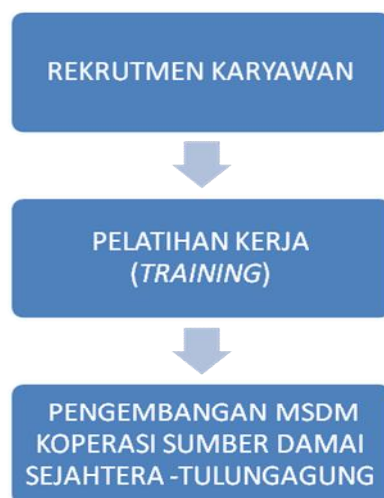 REKRUTMEN KARYAWAN
PELATIHAN KERJA
(TRAINING)
PENGEMBANGAN MSDM
KOPERASI SUMBER DAMAI
SEJAHTERA -TULUNGAGUNG